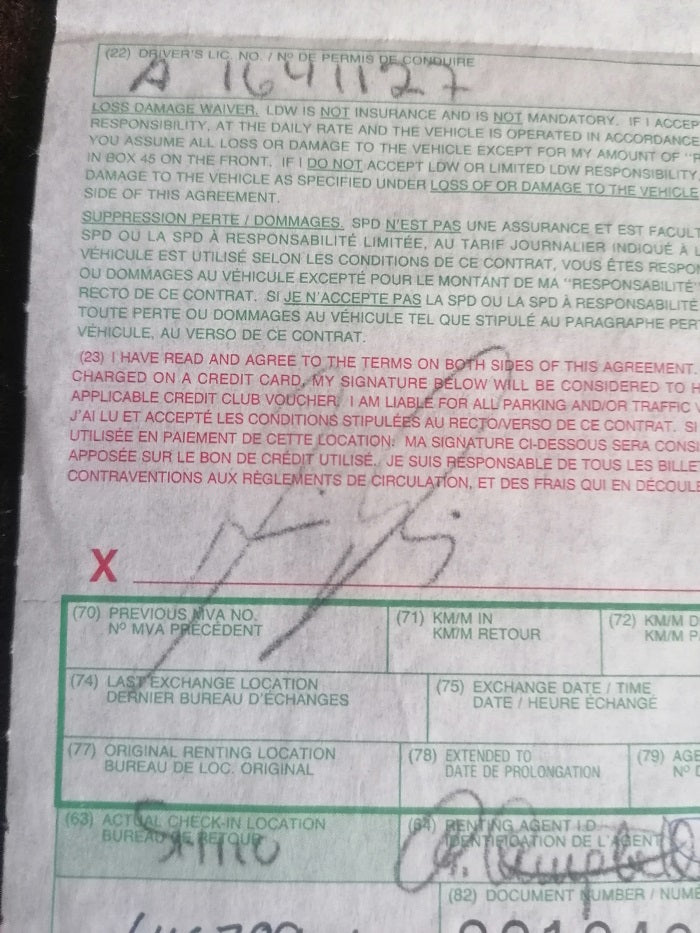 (22) DRIVER'S LIC. NO. / Nº DE PERMIS DE CONDUIRE
A 1641127
LOSS DAMAGE WAIVER. LDW IS NOT INSURANCE AND IS NOT MANDATORY. IF I ACCEP
RESPONSIBILITY, AT THE DAILY RATE AND THE VEHICLE IS OPERATED IN ACCORDANCE
YOU ASSUME ALL LOSS OR DAMAGE TO THE VEHICLE EXCEPT FOR MY AMOUNT OF "R
IN BOX 45 ON THE FRONT. IF I DO NOT ACCEPT LDW OR LIMITED LDW RESPONSIBILITY,
DAMAGE TO THE VEHICLE AS SPECIFIED UNDER LOSS OF OR DAMAGE TO THE VEHICLE
SIDE OF THIS AGREEMENT.
SUPPRESSION PERTE / DOMMAGES. SPD N'EST PAS UNE ASSURANCE ET EST FACULT
SPD OU LA SPD À RESPONSABILITÉ LIMITÉE, AU TARIF JOURNALIER INDIQUÉ À L
VÉHICULE EST UTILISÉ SELON LES CONDITIONS DE CE CONTRAT, VOUS ÊTES RESPO
OU DOMMAGES AU VÉHICULE EXCEPTÉ POUR LE MONTANT DE MA "RESPONSABILITÉ"
RECTO DE CE CONTRAT. SI JE N'ACCEPTE PAS LA SPD OU LA SPD À RESPONSABILITÉ
TOUTE PERTE OU DOMMAGES AU VÉHICULE TEL QUE STIPULÉ AU PARAGRAPHE PER
VÉHICULE, AU VERSO DE CE CONTRAT.
(23) I HAVE READ AND AGREE TO THE TERMS ON BOTH SIDES OF THIS AGREEMENT.
CHARGED ON A CREDIT CARD, MY SIGNATURE BELOW WILL BE CONSIDERED TO H
APPLICABLE CREDIT CLUB VOUCHER. I AM LIABLE FOR ALL PARKING AND/OR TRAFFIC V
J'AI LU ET ACCEPTÉ LES CONDITIONS STIPULÉES AU RECTO/VERSO DE CE CONTRAT. SI
UTILISÉE EN PAIEMENT DE CETTE LOCATION, MA SIGNATURE CI-DESSOUS SERA CONSI
APPOSÉE SUR LE BON DE CRÉDIT UTILISÉ. JE SUIS RESPONSABLE DE TOUS LES BILLE
CONTRAVENTIONS AUX RÈGLEMENTS DE CIRCULATION, ET DES FRAIS QUI EN DÉCOULE
X
(70) PREVIOUS MVA NO. (71) KM/M IN (72) KM/M D
Nº MVA PRÉCÉDENT KM/M RETOUR KM/M P
(74) LAST EXCHANGE LOCATION (75) EXCHANGE DATE / TIME
DERNIER BUREAU D'ÉCHANGES DATE / HEURE ÉCHANGE
(77) ORIGINAL RENTING LOCATION (78) EXTENDED TO (79) AGE
BUREAU DE LOC. ORIGINAL DATE DE PROLONGATION Nº D
(63) ACTUAL CHECK-IN LOCATION (64) RENTING AGENT I.D.
BUREAU DE RETOUR IDENTIFICATION DE L'AGENT
(82) DOCUMENT NUMBER / NUMÉ